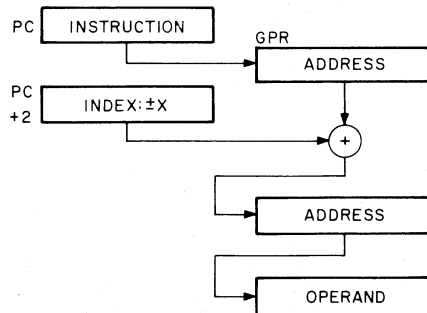 PC INSTRUCTION
GPR
ADDRESS
PC
+2
INDEX:±X
+
ADDRESS
OPERAND